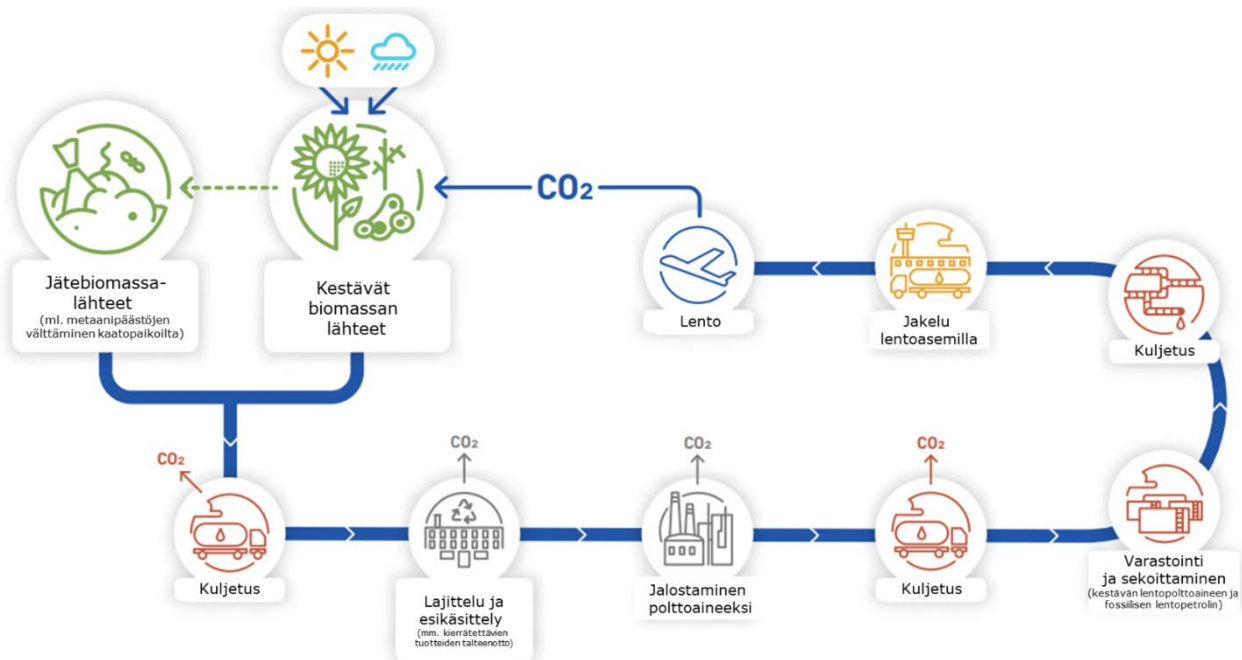 CO₂
Jätebiomassa-
lähteet
(ml. metaanipäästöjen
välttäminen kaatopaikoilta)
Kestävät
biomassan
lähteet
Lento
Jakelu
lentoasemilla
Kuljetus
CO₂
Kuljetus
CO₂
Lajittelu ja
esikäsittely
(mm. kierrätettävien
tuotteiden talteenotto)
CO₂
Jalostaminen
polttoaineeksi
CO₂
Kuljetus
Varastointi
ja sekoittaminen
(kestävän lentopolttoaineen ja
fossiilisen lentopetrolin)